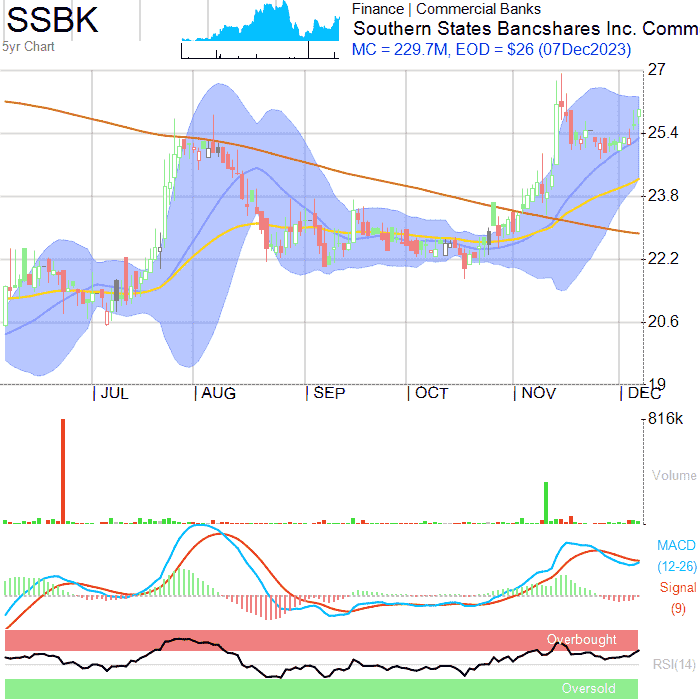 SSBK
5yr Chart
Finance | Commercial Banks
Southern States Bancshares Inc. Comm
MC = 229.7M, EOD = $26 (07Dec2023)
27
25.4
23.8
22.2
20.6
19
JUL AUG SEP OCT NOV DEC
816k
Volume
MACD
(12-26)
Signal
(9)
Overbought
RSI(14)
Oversold